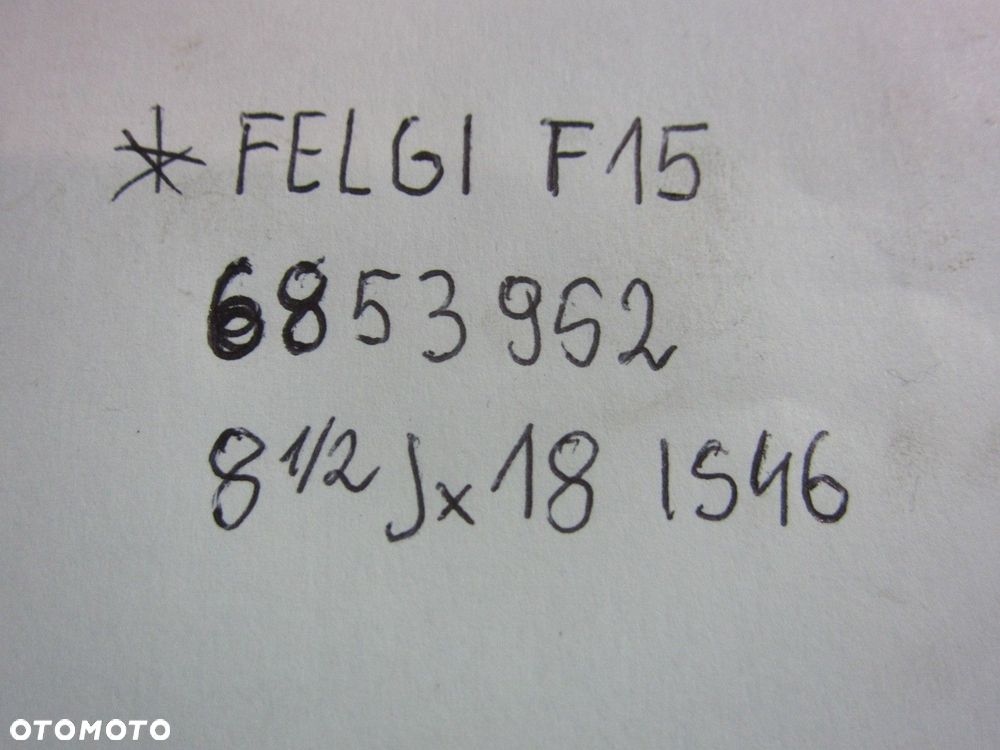 * FELGI F15
6853952
8 1/2 Jx18 IS46
OTOMOTO